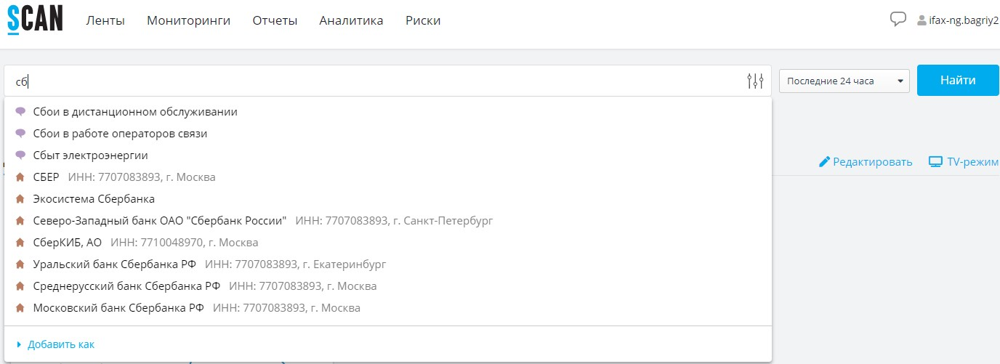 SCAN Ленты Мониторинги Отчеты Аналитика Риски ifax-ng.bagriy2
сб Последние 24 часа Найти
Сбои в дистанционном обслуживании
Сбои в работе операторов связи
Сбыт электроэнергии
Редактировать TV-режим
СБЕР ИНН: 7707083893, г. Москва
Экосистема Сбербанка
Северо-Западный банк ОАО "Сбербанк России" ИНН: 7707083893, г. Санкт-Петербург
СберКИБ, АО ИНН: 7710048970, г. Москва
Уральский банк Сбербанка РФ ИНН: 7707083893, г. Екатеринбург
Среднерусский банк Сбербанка РФ ИНН: 7707083893, г. Москва
Московский банк Сбербанка РФ ИНН: 7707083893, г. Москва
Добавить как